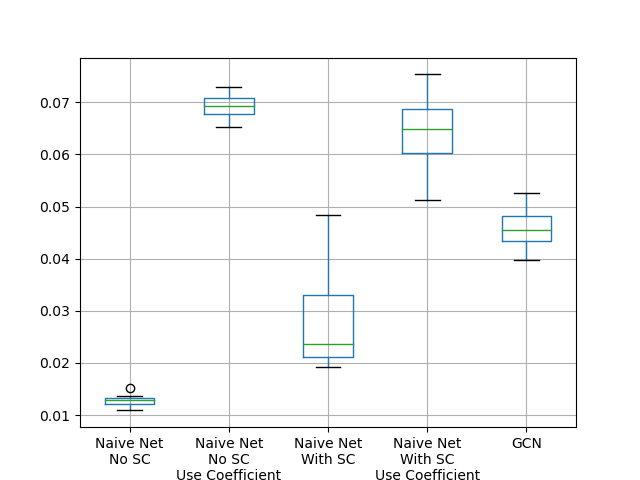 0.07
0.06
0.05
0.04
0.03
0.02
0.01
Naive Net
No SC
Naive Net
No SC
Use Coefficient
Naive Net
With SC
Naive Net
With SC
Use Coefficient
GCN